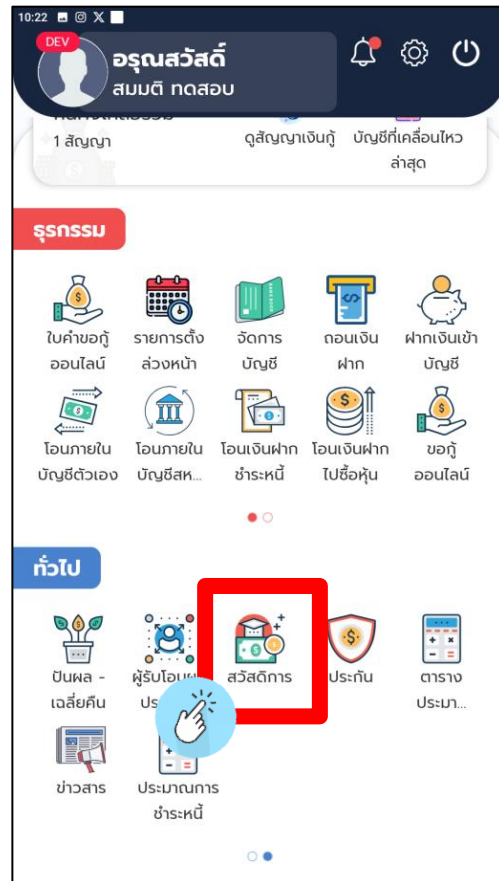 10:22
DEV
อรุณสวัสดิ์
สมมติ ทดสอบ
1 สัญญา
ดูสัญญาเงินกู้
บัญชีที่เคลื่อนไหว
ล่าสุด
ธุรกรรม
ใบคำขอกู้
ออนไลน์
รายการตั้ง
ล่วงหน้า
จัดการ
บัญชี
ถอนเงิน
ฝาก
ฝากเงินเข้า
บัญชี
โอนภายใน
บัญชีตัวเอง
โอนภายใน
บัญชีสห...
โอนเงินฝาก
ชำระหนี้
โอนเงินฝาก
ไปซื้อหุ้น
ขอกู้
ออนไลน์
ทั่วไป
ปันผล -
เฉลี่ยคืน
สวัสดิการ
ประกัน
ตาราง
ประมา...
ข่าวสาร
ประมาณการ
ชำระหนี้